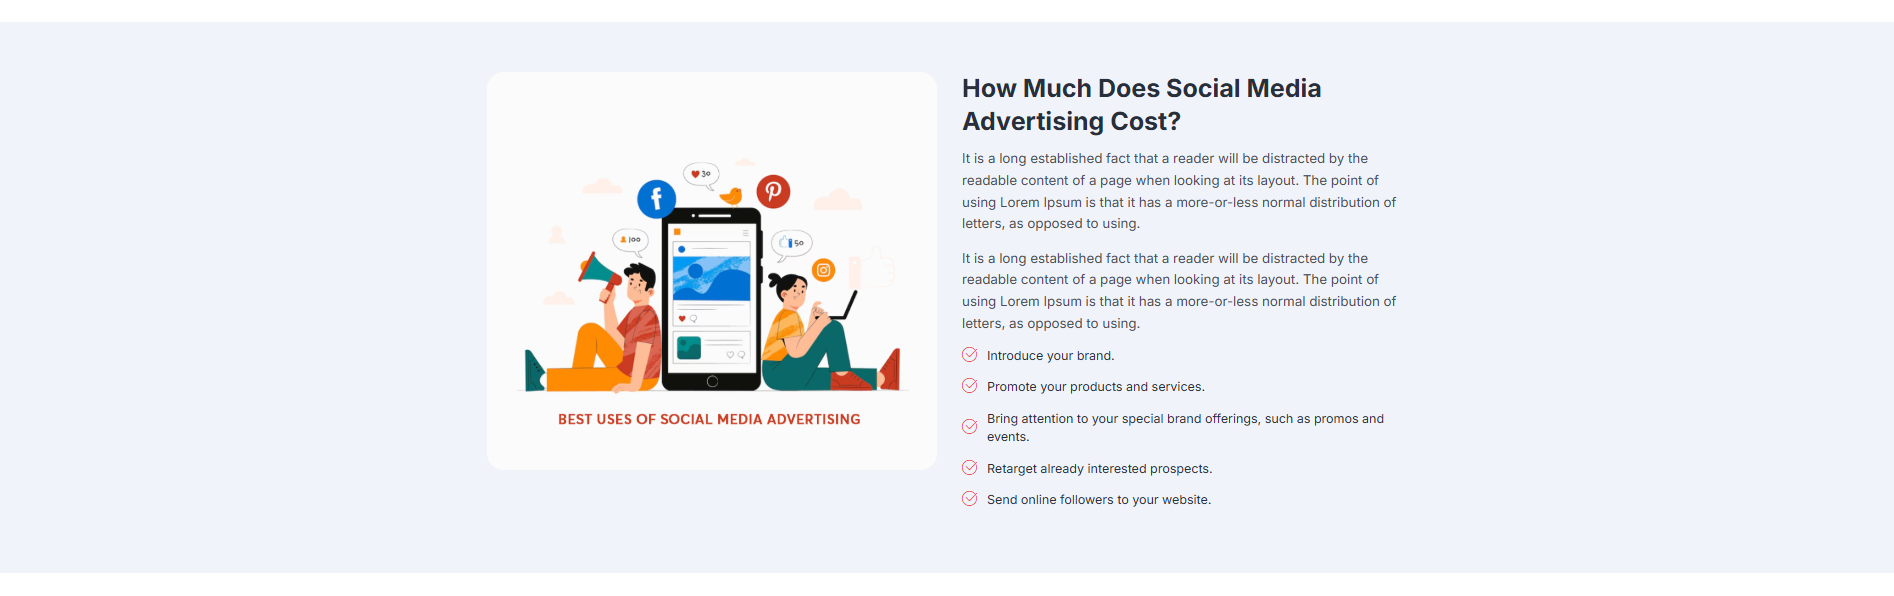 30
100
50
BEST USES OF SOCIAL MEDIA ADVERTISING
How Much Does Social Media
Advertising Cost?
It is a long established fact that a reader will be distracted by the
readable content of a page when looking at its layout. The point of
using Lorem Ipsum is that it has a more-or-less normal distribution of
letters, as opposed to using.
It is a long established fact that a reader will be distracted by the
readable content of a page when looking at its layout. The point of
using Lorem Ipsum is that it has a more-or-less normal distribution of
letters, as opposed to using.
Introduce your brand.
Promote your products and services.
Bring attention to your special brand offerings, such as promos and
events.
Retarget already interested prospects.
Send online followers to your website.